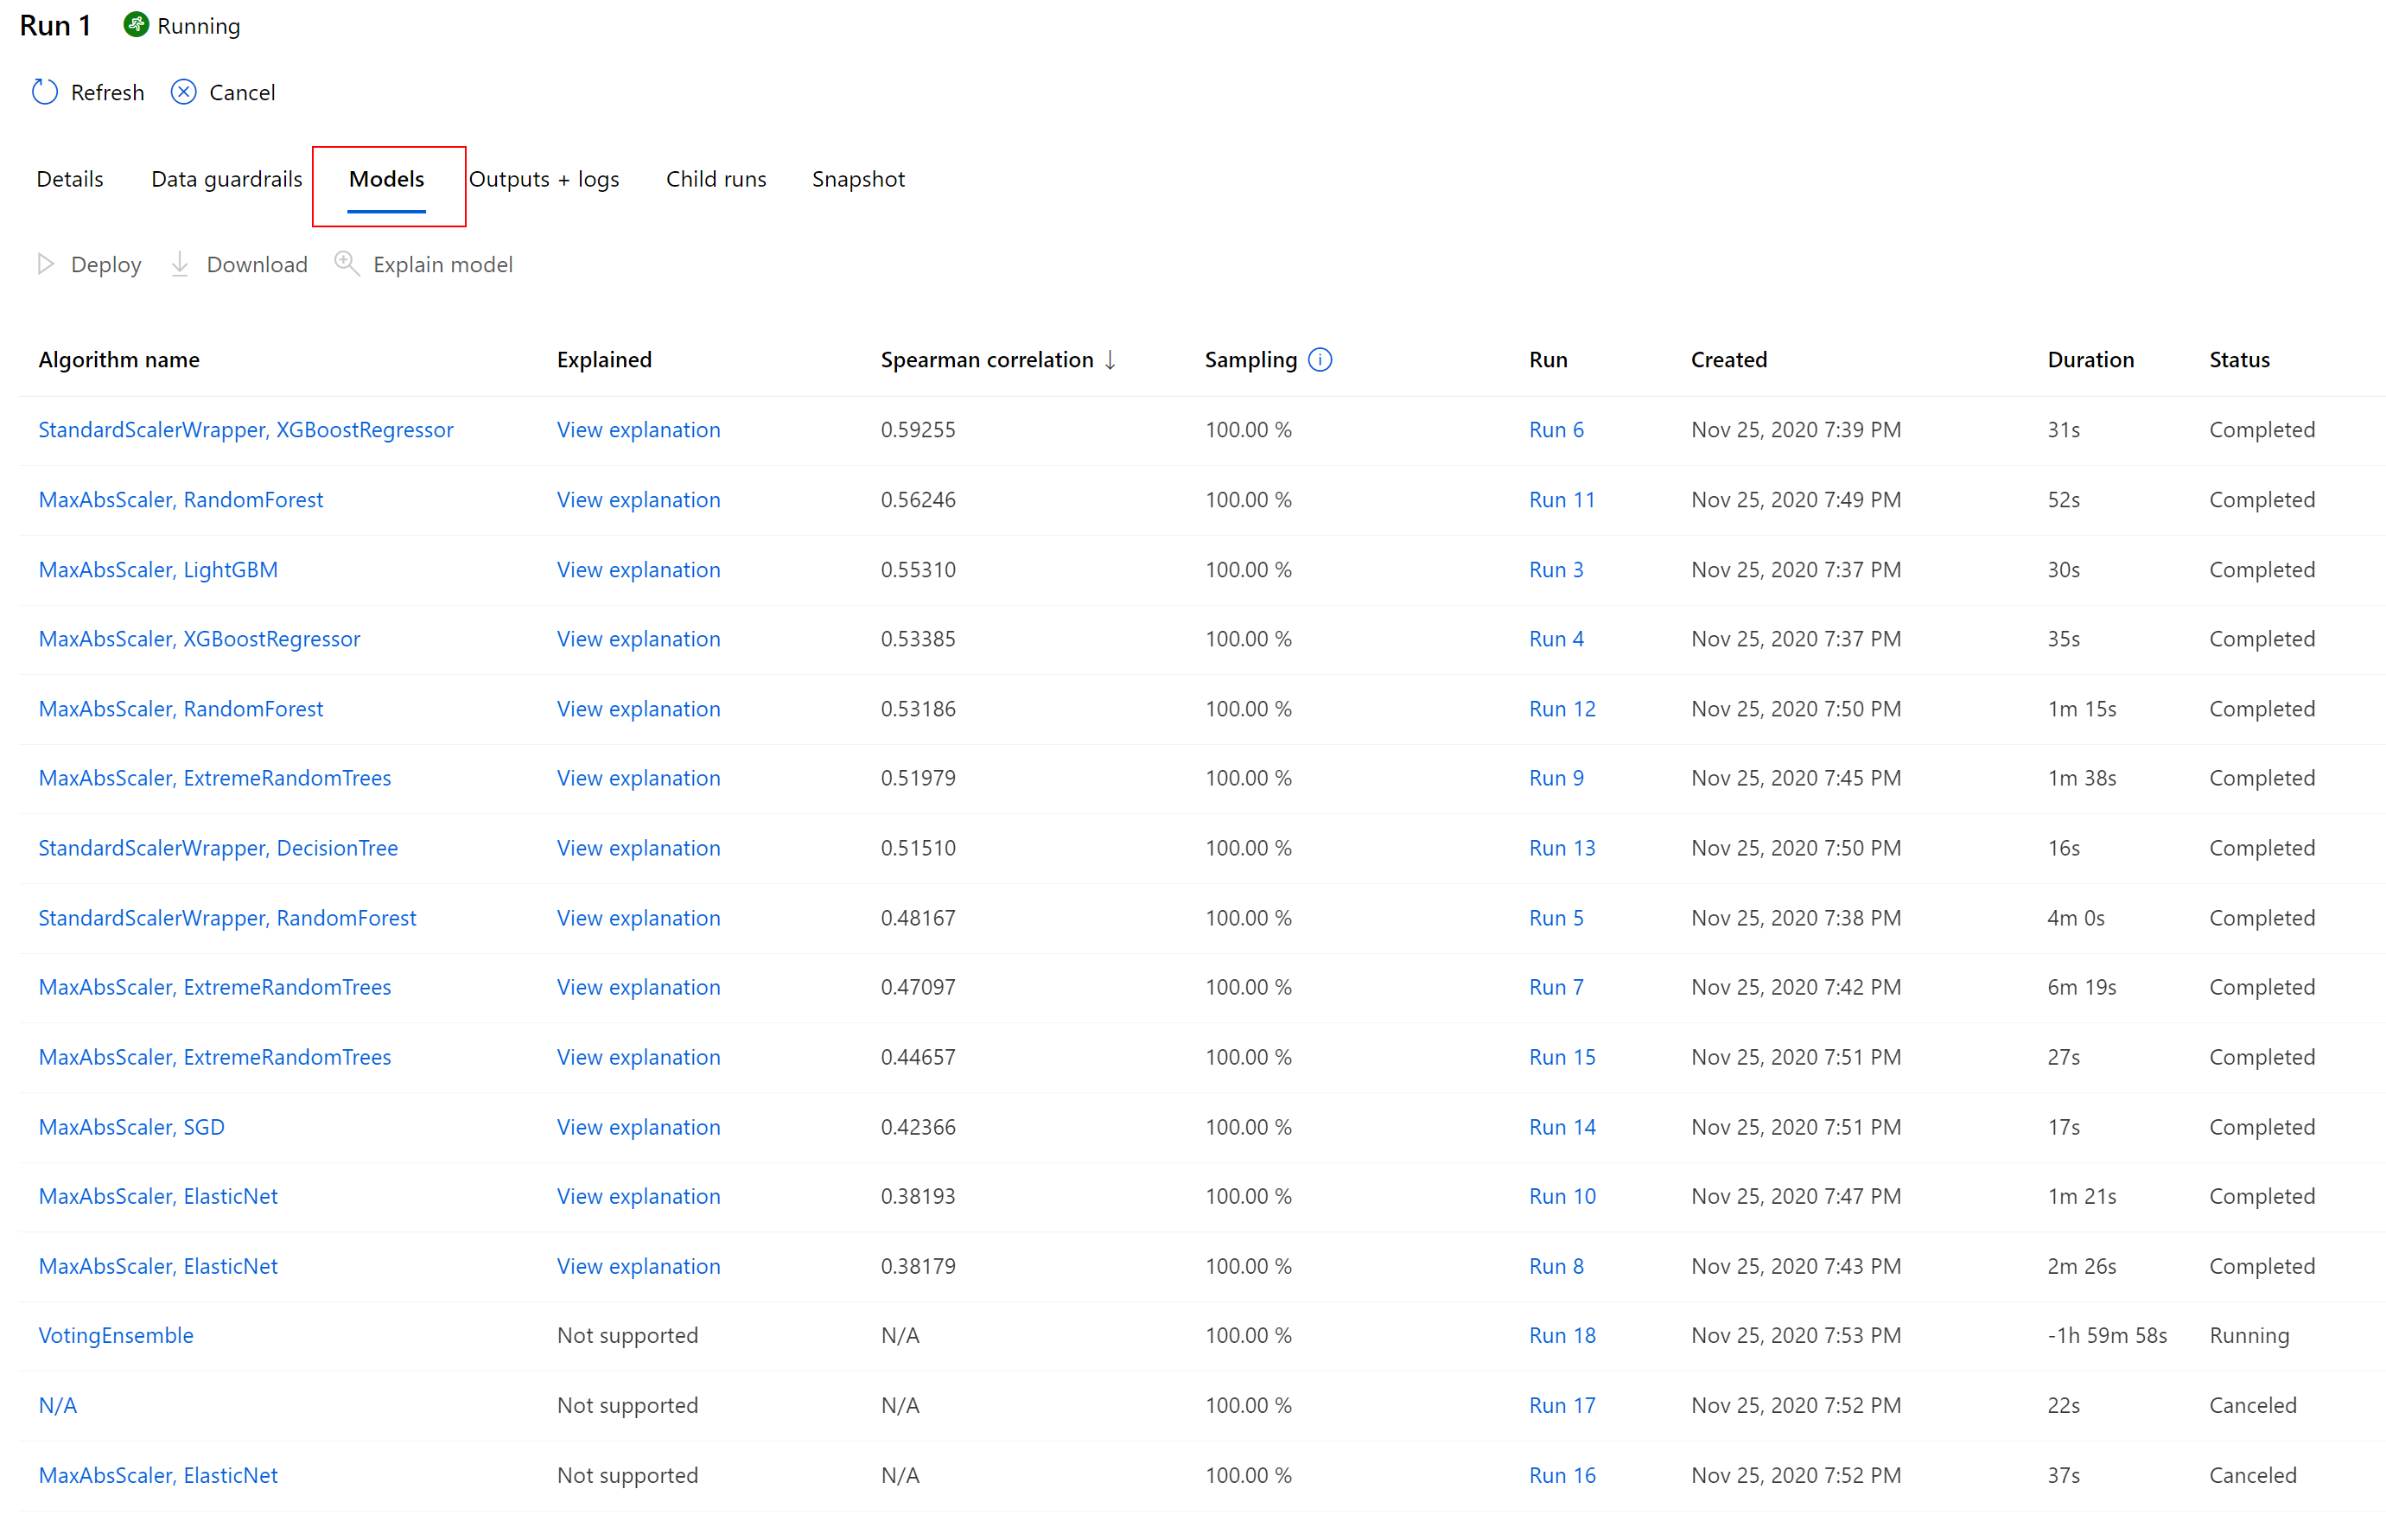 Run 1 Running
Refresh Cancel
Details Data guardrails Models Outputs + logs Child runs Snapshot
Deploy Download Explain model
Algorithm name Explained Spearman correlation ↓ Sampling Run Created Duration Status
StandardScalerWrapper, XGBoostRegressor View explanation 0.59255 100.00 % Run 6 Nov 25, 2020 7:39 PM 31s Completed
MaxAbsScaler, RandomForest View explanation 0.56246 100.00 % Run 11 Nov 25, 2020 7:49 PM 52s Completed
MaxAbsScaler, LightGBM View explanation 0.55310 100.00 % Run 3 Nov 25, 2020 7:37 PM 30s Completed
MaxAbsScaler, XGBoostRegressor View explanation 0.53385 100.00 % Run 4 Nov 25, 2020 7:37 PM 35s Completed
MaxAbsScaler, RandomForest View explanation 0.53186 100.00 % Run 12 Nov 25, 2020 7:50 PM 1m 15s Completed
MaxAbsScaler, ExtremeRandomTrees View explanation 0.51979 100.00 % Run 9 Nov 25, 2020 7:45 PM 1m 38s Completed
StandardScalerWrapper, DecisionTree View explanation 0.51510 100.00 % Run 13 Nov 25, 2020 7:50 PM 16s Completed
StandardScalerWrapper, RandomForest View explanation 0.48167 100.00 % Run 5 Nov 25, 2020 7:38 PM 4m 0s Completed
MaxAbsScaler, ExtremeRandomTrees View explanation 0.47097 100.00 % Run 7 Nov 25, 2020 7:42 PM 6m 19s Completed
MaxAbsScaler, ExtremeRandomTrees View explanation 0.44657 100.00 % Run 15 Nov 25, 2020 7:51 PM 27s Completed
MaxAbsScaler, SGD View explanation 0.42366 100.00 % Run 14 Nov 25, 2020 7:51 PM 17s Completed
MaxAbsScaler, ElasticNet View explanation 0.38193 100.00 % Run 10 Nov 25, 2020 7:47 PM 1m 21s Completed
MaxAbsScaler, ElasticNet View explanation 0.38179 100.00 % Run 8 Nov 25, 2020 7:43 PM 2m 26s Completed
VotingEnsemble Not supported N/A 100.00 % Run 18 Nov 25, 2020 7:53 PM -1h 59m 58s Running
N/A Not supported N/A 100.00 % Run 17 Nov 25, 2020 7:52 PM 22s Canceled
MaxAbsScaler, ElasticNet Not supported N/A 100.00 % Run 16 Nov 25, 2020 7:52 PM 37s Canceled